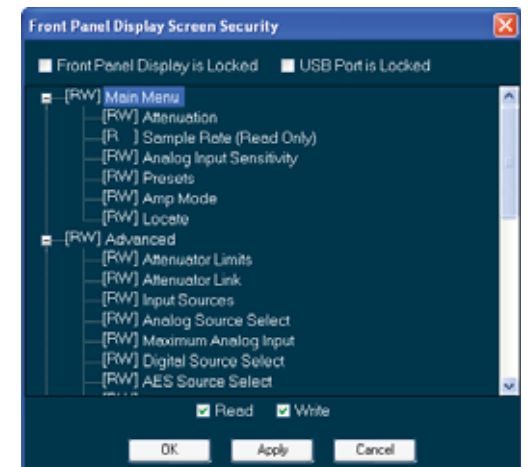 Front Panel Display Screen Security
Front Panel Display is Locked USB Port is Locked
[RW] Main Menu
[RW] Attenuation
[R ] Sample Rate (Read Only)
[RW] Analog Input Sensitivity
[RW] Presets
[RW] Amp Mode
[RW] Locate
[RW] Advanced
[RW] Attenuator Limits
[RW] Attenuator Link
[RW] Input Sources
[RW] Analog Source Select
[RW] Maximum Analog Input
[RW] Digital Source Select
[RW] AES Source Select
Read Write
OK Apply Cancel